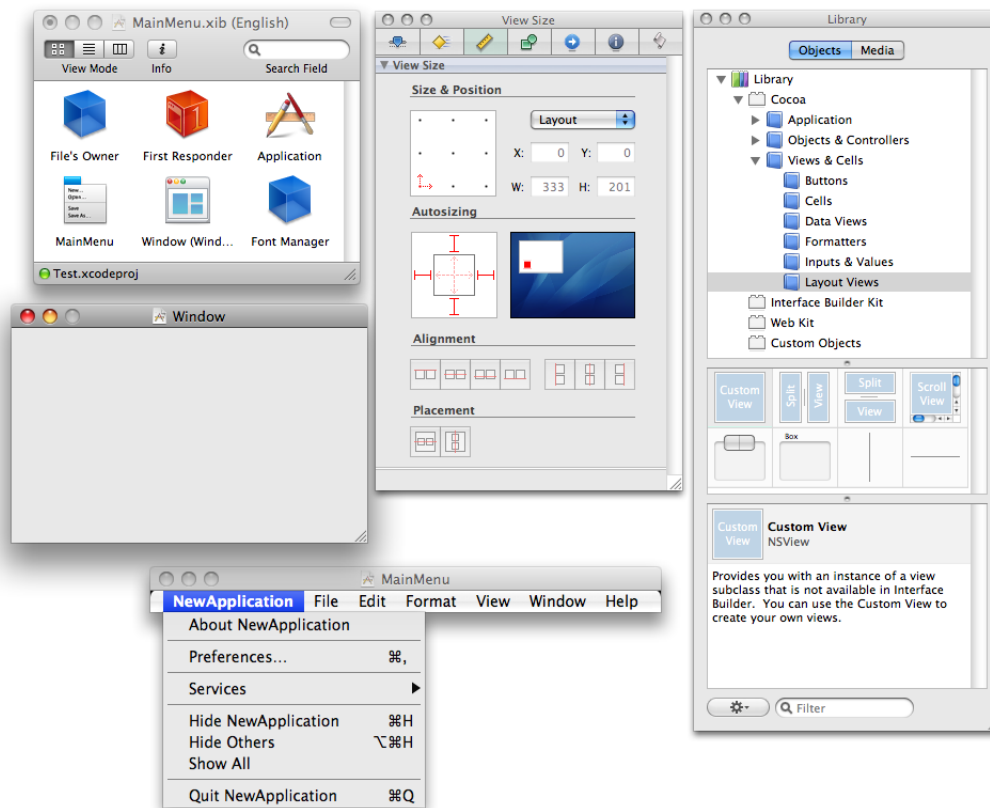 MainMenu.xib (English)
View Mode
Info
Search Field
File's Owner
First Responder
Application
MainMenu
Window (Wind...
Font Manager
Test.xcodeproj
New...
Open...
Save
Save As...
1
Window
View Size
View Size
Size & Position
Layout
X: 0 Y: 0
W: 333 H: 201
Autosizing
Alignment
Placement
Library
Objects Media
Library
Cocoa
Application
Objects & Controllers
Views & Cells
Buttons
Cells
Data Views
Formatters
Inputs & Values
Layout Views
Interface Builder Kit
Web Kit
Custom Objects
Custom View
Split View
Split View
Scroll View
Box
Custom View
Custom View
NSView
Provides you with an instance of a view
subclass that is not available in Interface
Builder. You can use the Custom View to
create your own views.
Filter
MainMenu
NewApplication File Edit Format View Window Help
About NewApplication
Preferences... ⌘,
Services
Hide NewApplication ⌘H
Hide Others ⌥⌘H
Show All
Quit NewApplication ⌘Q